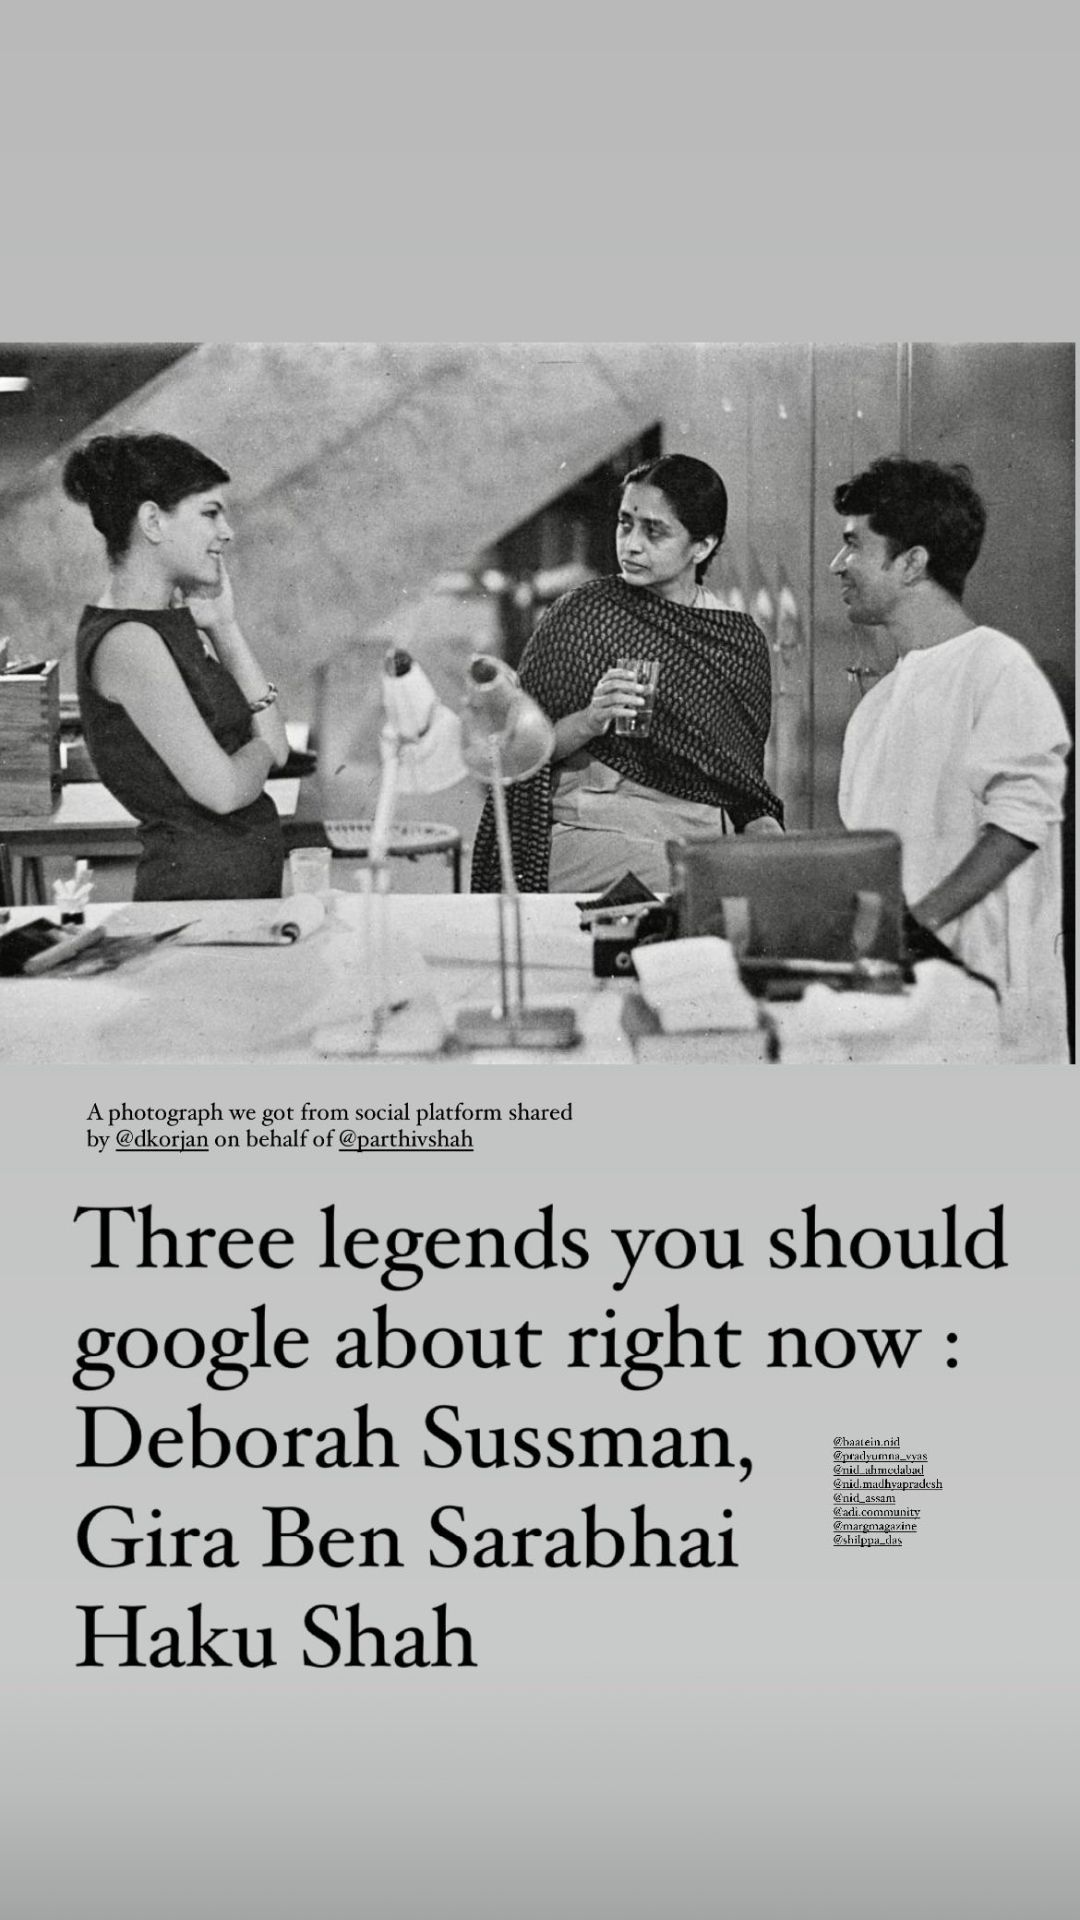 A photograph we got from social platform shared
by @dkorjan on behalf of @parthivshah
Three legends you should
google about right now :
Deborah Sussman,
Gira Ben Sarabhai
Haku Shah
@baatein.nid
@pradyumna_vyas
@nid_ahmedabad
@nid.madhyapradesh
@nid_assam
@adi.community
@margmagazine
@shilppa_das